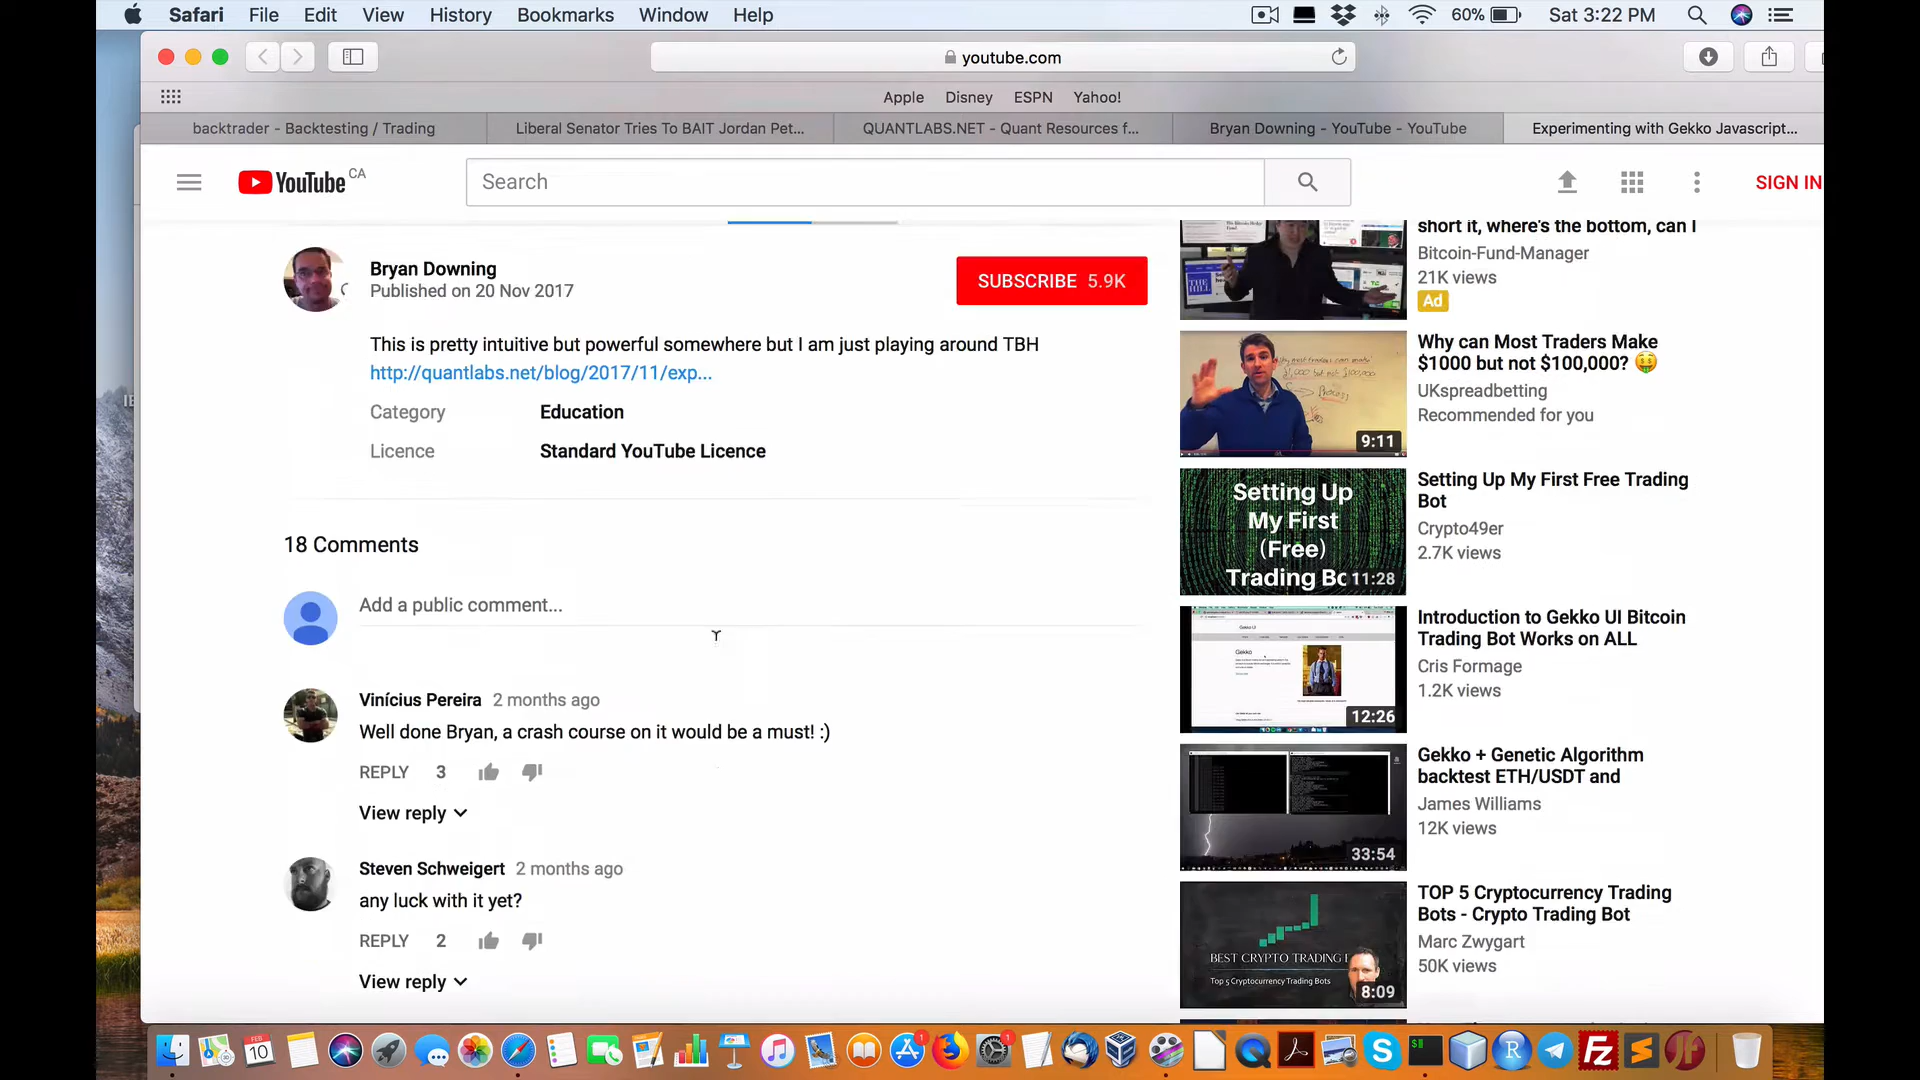 Safari File Edit View History Bookmarks Window Help
60% Sat 3:22 PM
youtube.com
Apple Disney ESPN Yahoo!
backtrader - Backtesting / Trading
Liberal Senator Tries To BAIT Jordan Pet...
QUANTLABS.NET - Quant Resources f...
Bryan Downing - YouTube - YouTube
Experimenting with Gekko Javascript...
YouTube CA
Search
SIGN IN
Bryan Downing
Published on 20 Nov 2017
SUBSCRIBE 5.9K
This is pretty intuitive but powerful somewhere but I am just playing around TBH
http://quantlabs.net/blog/2017/11/exp...
Category Education
Licence Standard YouTube Licence
18 Comments
Add a public comment...
Vinícius Pereira 2 months ago
Well done Bryan, a crash course on it would be a must! :)
REPLY 3
View reply
Steven Schweigert 2 months ago
any luck with it yet?
REPLY 2
View reply
short it, where's the bottom, can I
Bitcoin-Fund-Manager
21K views
Ad
THE HILL
Why can Most Traders Make
$1000 but not $100,000?
UKspreadbetting
Recommended for you
9:11
Setting Up
My First
(Free)
Trading Bo
11:28
Setting Up My First Free Trading
Bot
Crypto49er
2.7K views
Gekko
12:26
Introduction to Gekko UI Bitcoin
Trading Bot Works on ALL
Cris Formage
1.2K views
33:54
Gekko + Genetic Algorithm
backtest ETH/USDT and
James Williams
12K views
BEST CRYPTO TRADING
Top 5 Cryptocurrency Trading Bots
8:09
TOP 5 Cryptocurrency Trading
Bots - Crypto Trading Bot
Marc Zwygart
50K views
FEB
10
1
1